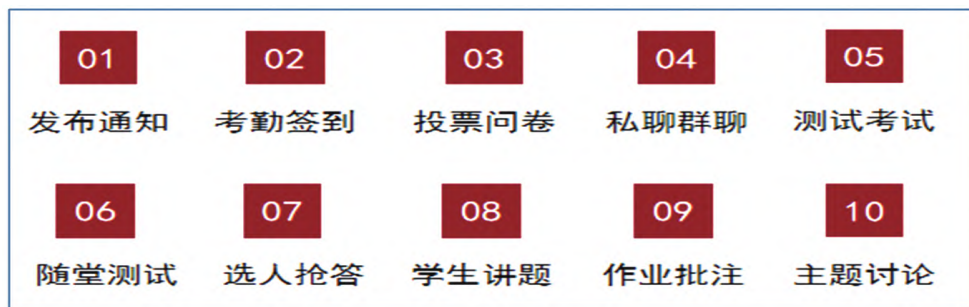 01 02 03 04 05
发布通知 考勤签到 投票问卷 私聊群聊 测试考试
06 07 08 09 10
随堂测试 选人抢答 学生讲题 作业批注 主题讨论